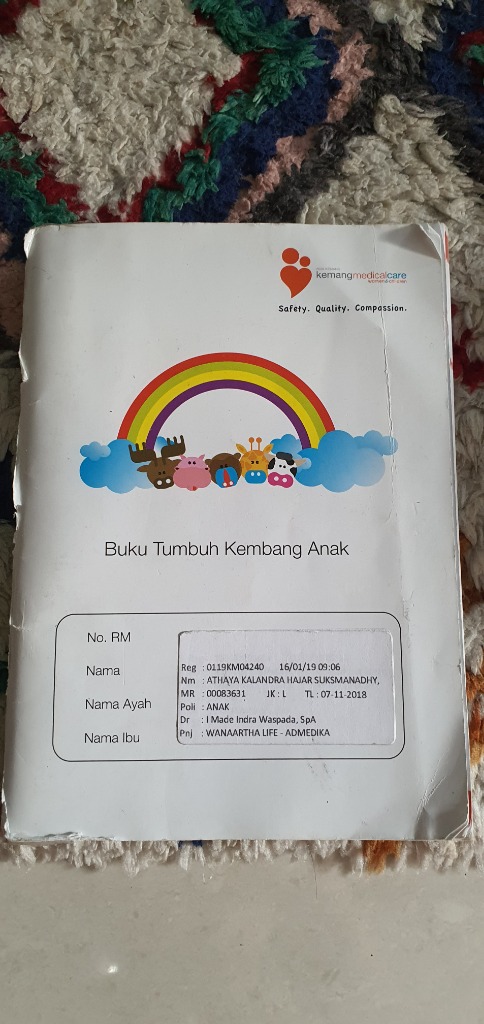 kemangmedicalcare
women&children
Safety. Quality. Compassion.
Buku Tumbuh Kembang Anak
No. RM
Nama
Nama Ayah
Nama Ibu
Reg : 0119KM04240 16/01/19 09:06
Nm : ATHAYA KALANDRA HAJAR SUKSMANADHY,
MR : 00083631 JK : L TL : 07-11-2018
Poli : ANAK
Dr : I Made Indra Waspada, SpA
Pnj : WANAARTHA LIFE - ADMEDIKA